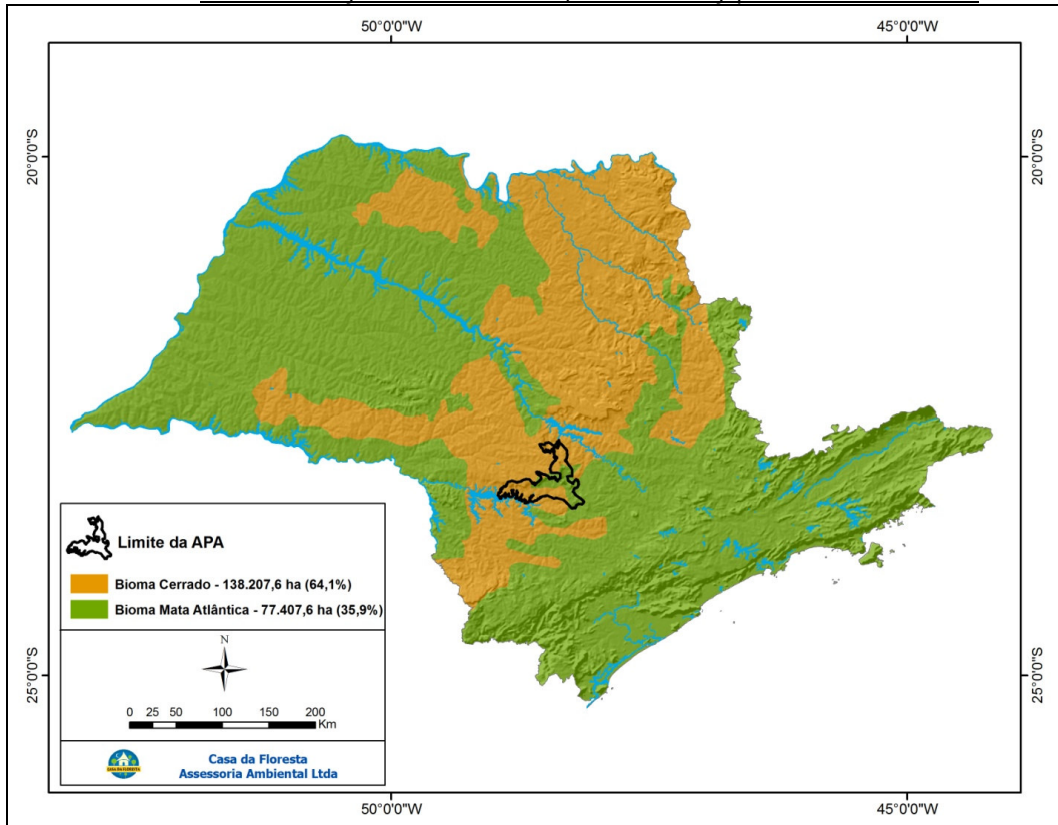 50°0'0"W
45°0'0"W
20°0'0"S
20°0'0"S
25°0'0"S
25°0'0"S
Limite da APA
Bioma Cerrado - 138.207,6 ha (64,1%)
Bioma Mata Atlântica - 77.407,6 ha (35,9%)
N
0 25 50 100 150 200
Km
CASA DA FLORESTA
Casa da Floresta
Assessoria Ambiental Ltda
50°0'0"W
45°0'0"W